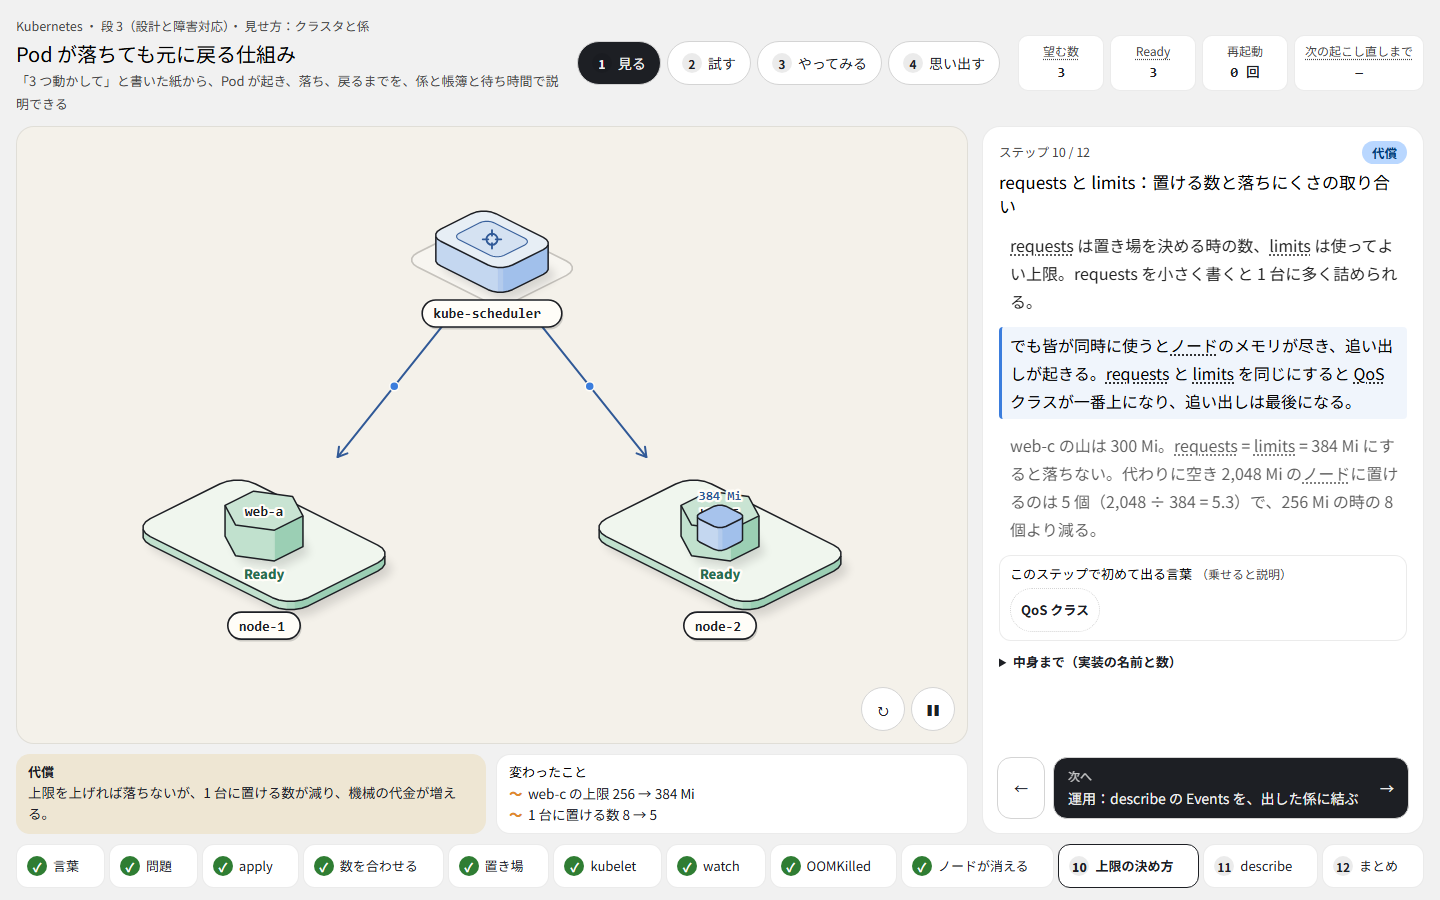 Kubernetes ・ 段 3（設計と障害対応）・ 見せ方：クラスタと係
Pod が落ちても元に戻る仕組み
「3 つ動かして」と書いた紙から、Pod が起き、落ち、戻るまでを、係と帳簿と待ち時間で説
明できる
1 見る
2 試す
3 やってみる
4 思い出す
望む数
3
Ready
3
再起動
0 回
次の起こし直しまで
–
kube-scheduler
web-a
Ready
node-1
384 Mi
Ready
node-2
↻
代償
上限を上げれば落ちないが、1 台に置ける数が減り、機械の代金が増え
る。
変わったこと
〜 web-c の上限 256 → 384 Mi
〜 1 台に置ける数 8 → 5
ステップ 10 / 12
代償
requests と limits：置ける数と落ちにくさの取り合
い
requests は置き場を決める時の数、limits は使ってよ
い上限。requests を小さく書くと 1 台に多く詰められ
る。
でも皆が同時に使うとノードのメモリが尽き、追い出
しが起きる。requests と limits を同じにすると QoS
クラスが一番上になり、追い出しは最後になる。
web-c の山は 300 Mi。requests = limits = 384 Mi にす
ると落ちない。代わりに空き 2,048 Mi のノードに置け
るのは 5 個（2,048 ÷ 384 = 5.3）で、256 Mi の時の 8
個より減る。
このステップで初めて出る言葉 （乗せると説明）
QoS クラス
▶ 中身まで（実装の名前と数）
←
次へ
運用：describe の Events を、出した係に結ぶ →
✓ 言葉
✓ 問題
✓ apply
✓ 数を合わせる
✓ 置き場
✓ kubelet
✓ watch
✓ OOMKilled
✓ ノードが消える
10 上限の決め方
11 describe
12 まとめ